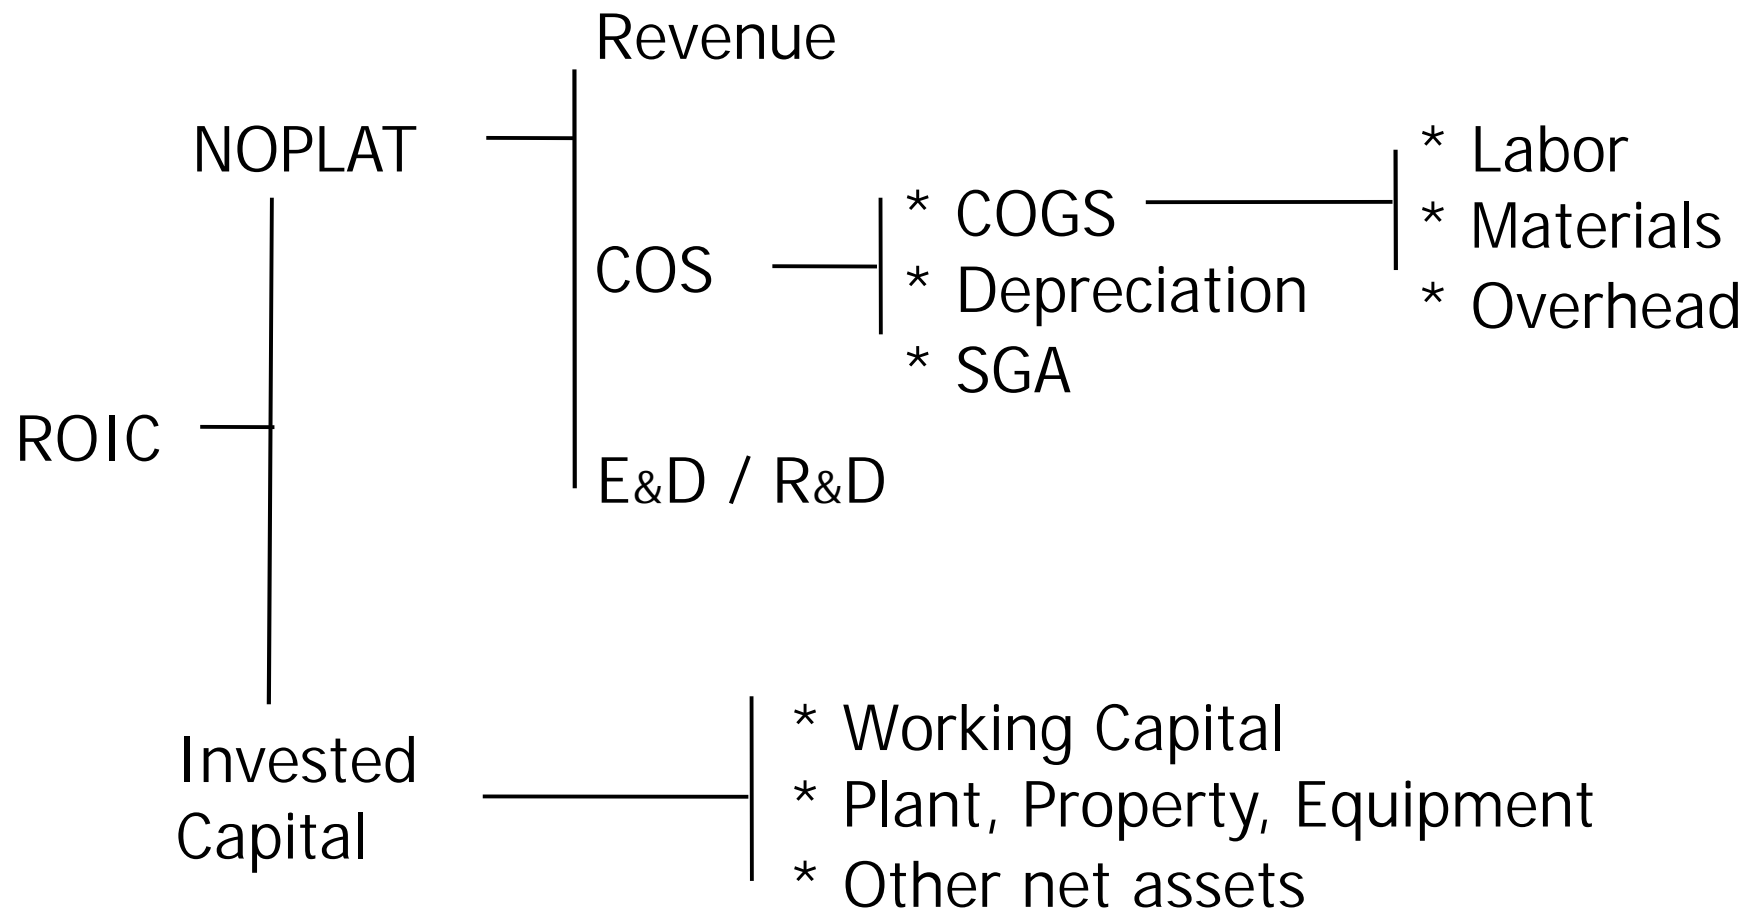 Revenue
NOPLAT
* Labor
* COGS
* Materials
COS
* Depreciation
* Overhead
* SGA
ROIC
E&D / R&D
Invested
Capital
* Working Capital
* Plant, Property, Equipment
* Other net assets